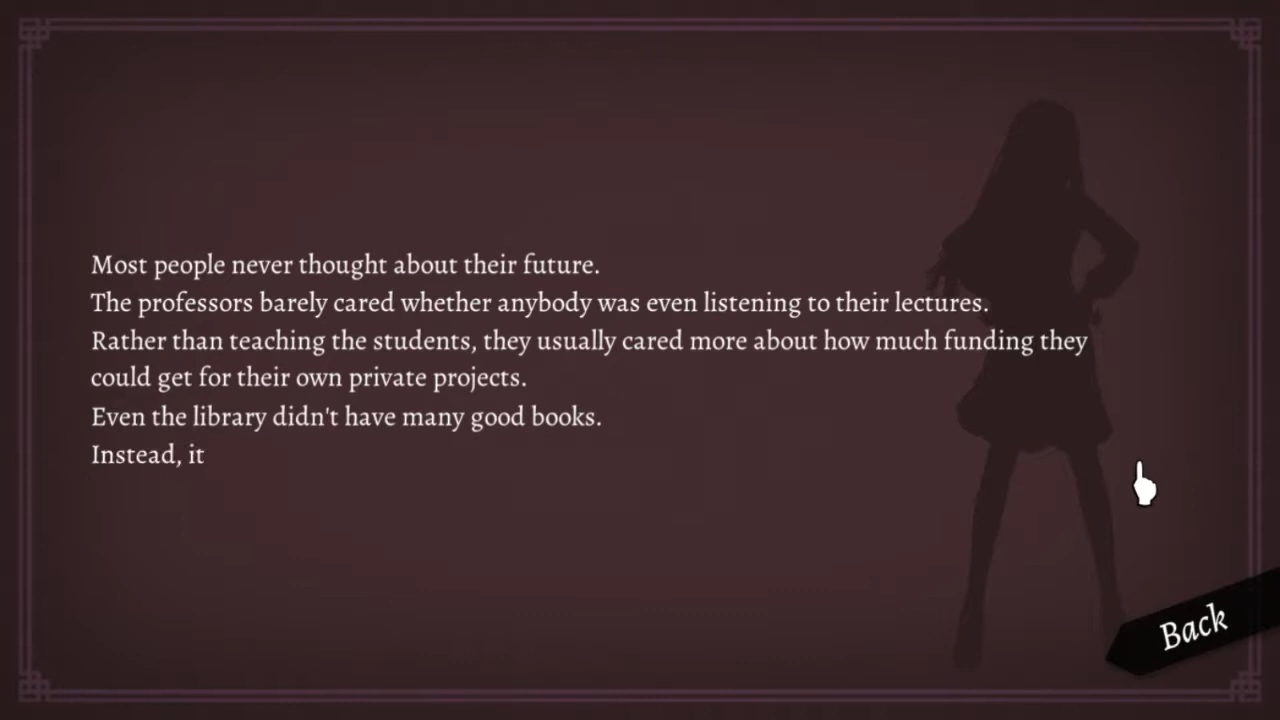 Most people never thought about their future.
The professors barely cared whether anybody was even listening to their lectures.
Rather than teaching the students, they usually cared more about how much funding they
could get for their own private projects.
Even the library didn't have many good books.
Instead, it
Back